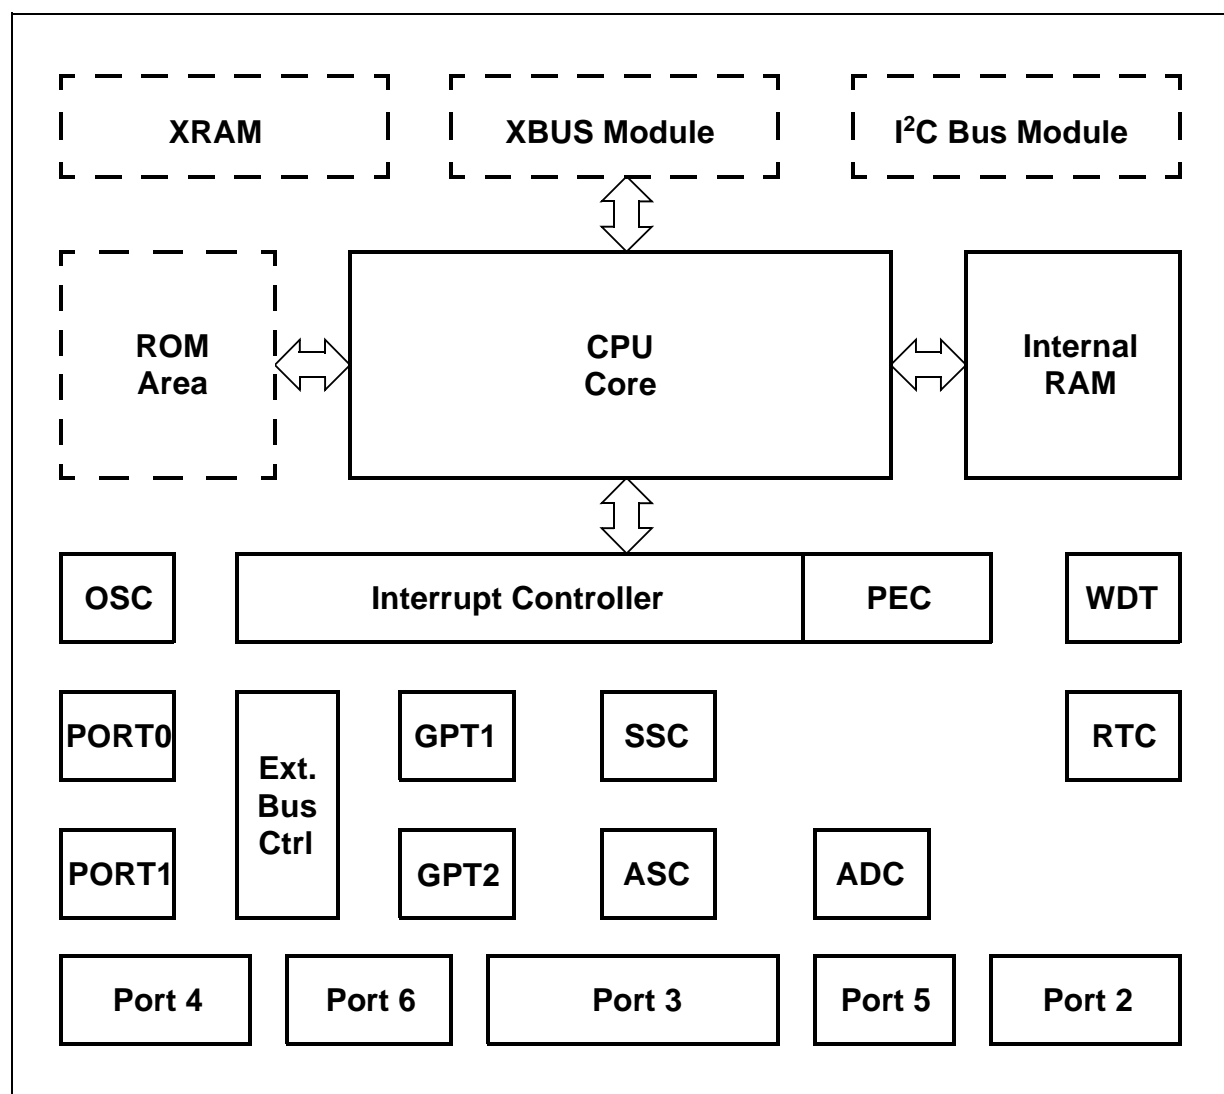 XRAM
XBUS Module
I²C Bus Module
ROM
Area
CPU
Core
Internal
RAM
OSC
Interrupt Controller
PEC
WDT
PORT0
Ext.
Bus
Ctrl
GPT1
SSC
RTC
PORT1
GPT2
ASC
ADC
Port 4
Port 6
Port 3
Port 5
Port 2